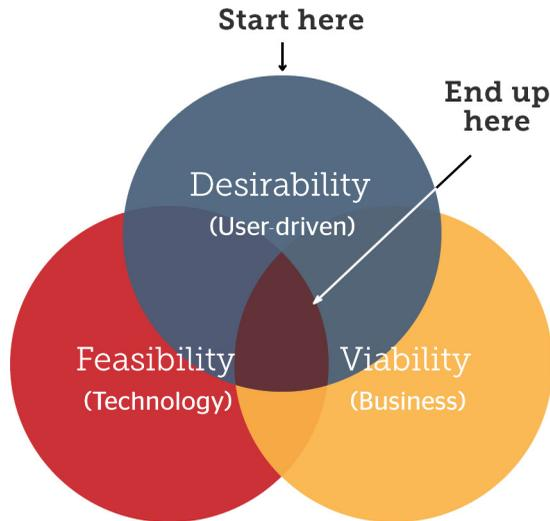 Start here
End up
here
Desirability
(User-driven)
Feasibility
(Technology)
Viability
(Business)